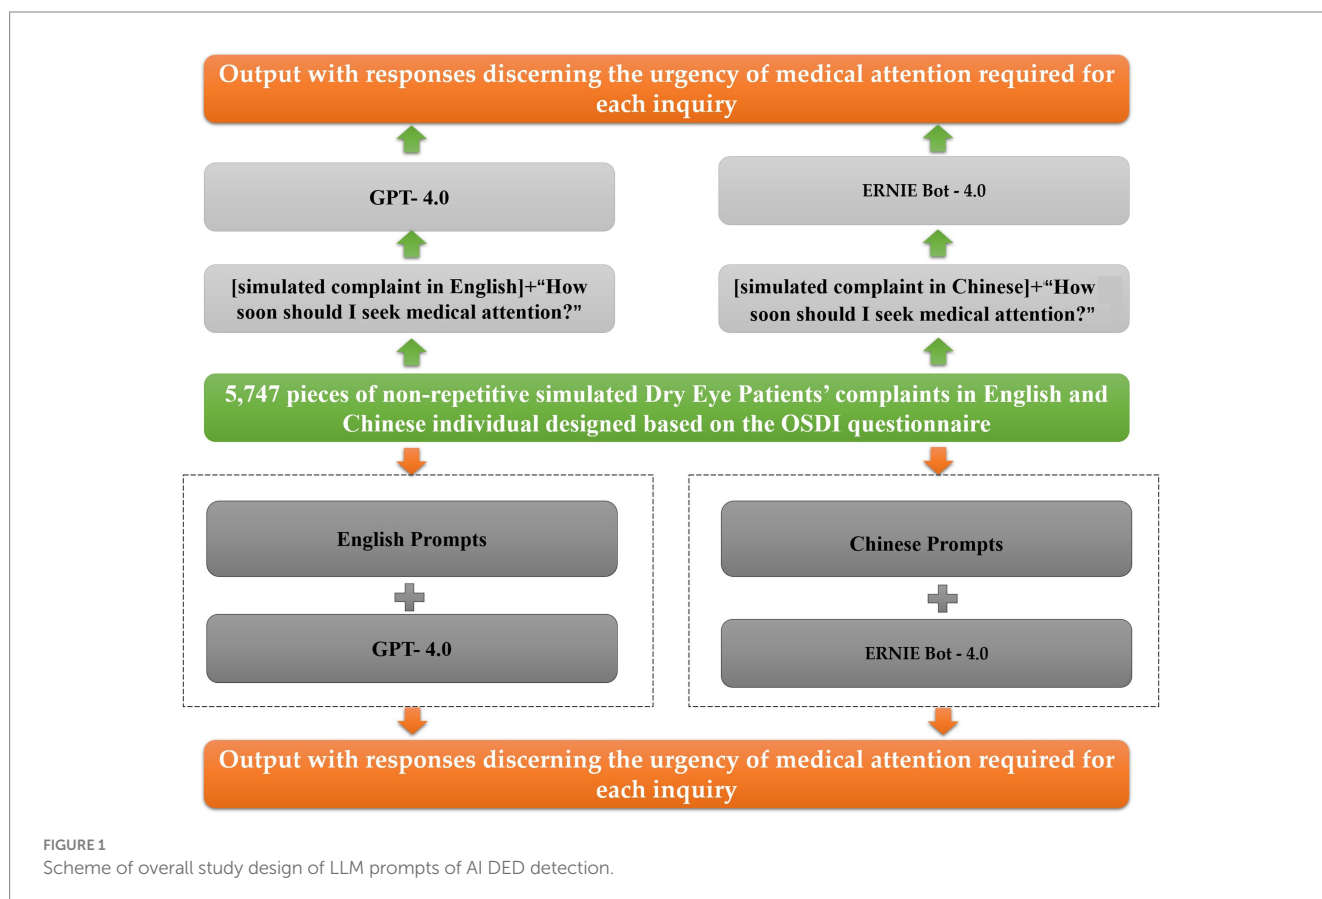 Output with responses discerning the urgency of medical attention required for
each inquiry
GPT- 4.0
ERNIE Bot - 4.0
[simulated complaint in English]+“How
soon should I seek medical attention?”
[simulated complaint in Chinese]+“How
soon should I seek medical attention?”
5,747 pieces of non-repetitive simulated Dry Eye Patients’ complaints in English and
Chinese individual designed based on the OSDI questionnaire
English Prompts
GPT- 4.0
Chinese Prompts
ERNIE Bot - 4.0
Output with responses discerning the urgency of medical attention required for
each inquiry
FIGURE 1
Scheme of overall study design of LLM prompts of AI DED detection.